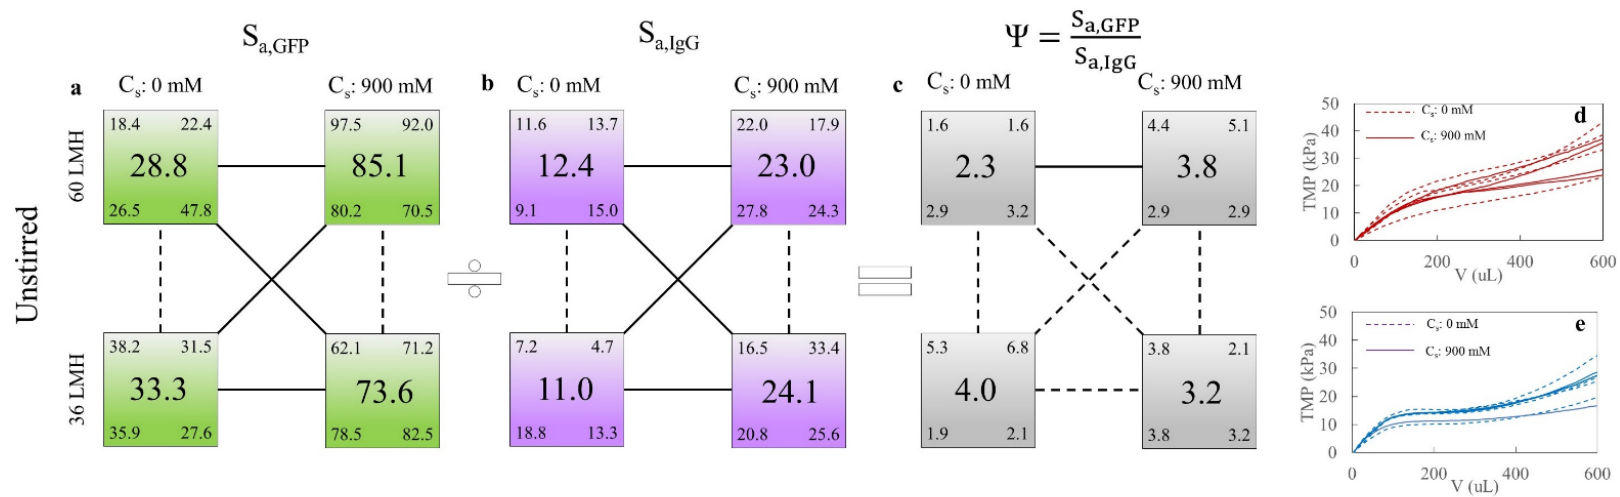 S_a,GFP
S_a,IgG
Ψ = S_a,GFP / S_a,IgG
a
C_s: 0 mM
C_s: 900 mM
b
C_s: 0 mM
C_s: 900 mM
c
C_s: 0 mM
C_s: 900 mM
Unstirred
60 LMH
18.4 22.4
28.8
26.5 47.8
97.5 92.0
85.1
80.2 70.5
11.6 13.7
12.4
9.1 15.0
22.0 17.9
23.0
27.8 24.3
1.6 1.6
2.3
2.9 3.2
4.4 5.1
3.8
2.9 2.9
÷
=
36 LMH
38.2 31.5
33.3
35.9 27.6
62.1 71.2
73.6
78.5 82.5
7.2 4.7
11.0
18.8 13.3
16.5 33.4
24.1
20.8 25.6
5.3 6.8
4.0
1.9 2.1
3.8 2.1
3.2
3.8 3.2
d
C_s: 0 mM
C_s: 900 mM
TMP (kPa)
50
40
30
20
10
0
0 200 400 600
V (uL)
e
C_s: 0 mM
C_s: 900 mM
TMP (kPa)
50
40
30
20
10
0
0 200 400 600
V (uL)